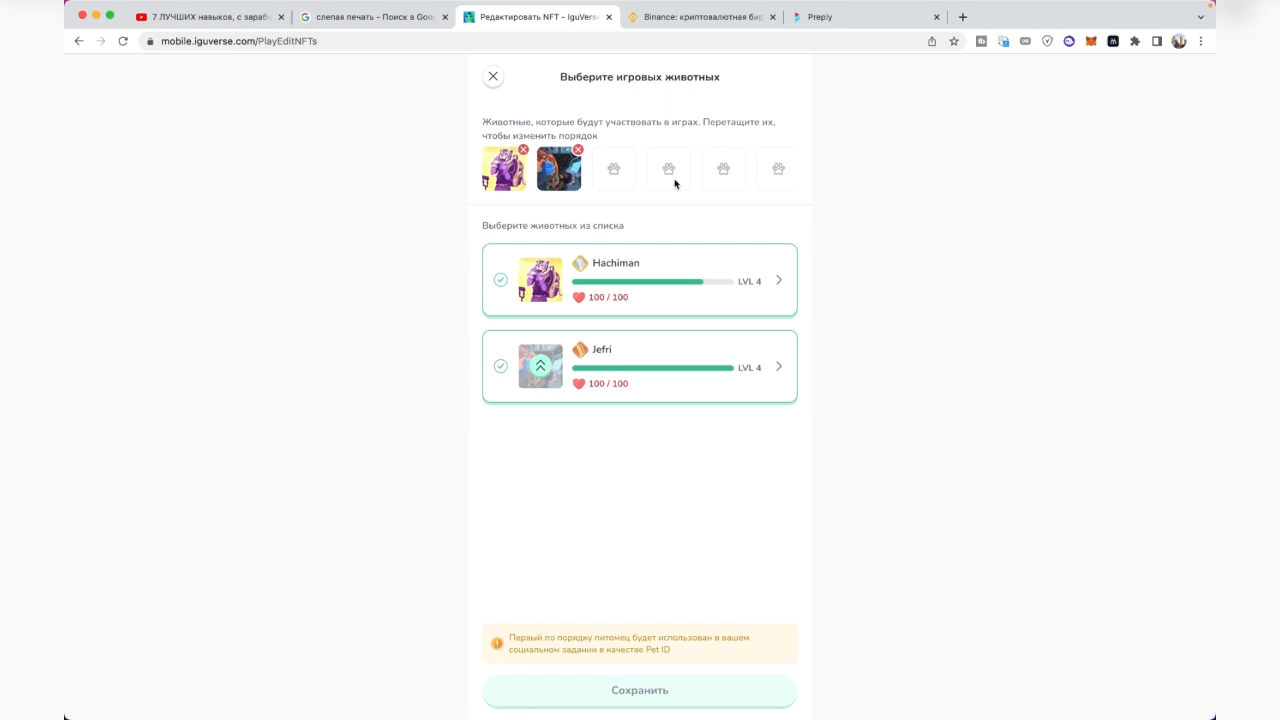 7 ЛУЧШИХ навыков, с зарабо
слепая печать - Поиск в Goog
Редактировать NFT - IguVerse
Binance: криптовалютная бир
Preply
mobile.iguverse.com/PlayEditNFTs
Выберите игровых животных
Животные, которые будут участвовать в играх. Перетащите их,
чтобы изменить порядок
Выберите животных из списка
Hachiman
LVL 4
100 / 100
Jefri
LVL 4
100 / 100
Первый по порядку питомец будет использован в вашем
социальном задании в качестве Pet ID
Сохранить